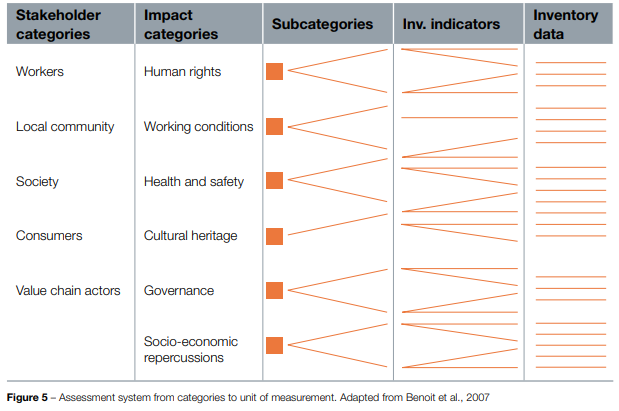 Stakeholder categories
Impact categories
Subcategories
Inv. indicators
Inventory data
Workers
Human rights
Local community
Working conditions
Society
Health and safety
Consumers
Cultural heritage
Value chain actors
Governance
Socio-economic
repercussions
Figure 5 – Assessment system from categories to unit of measurement. Adapted from Benoit et al., 2007